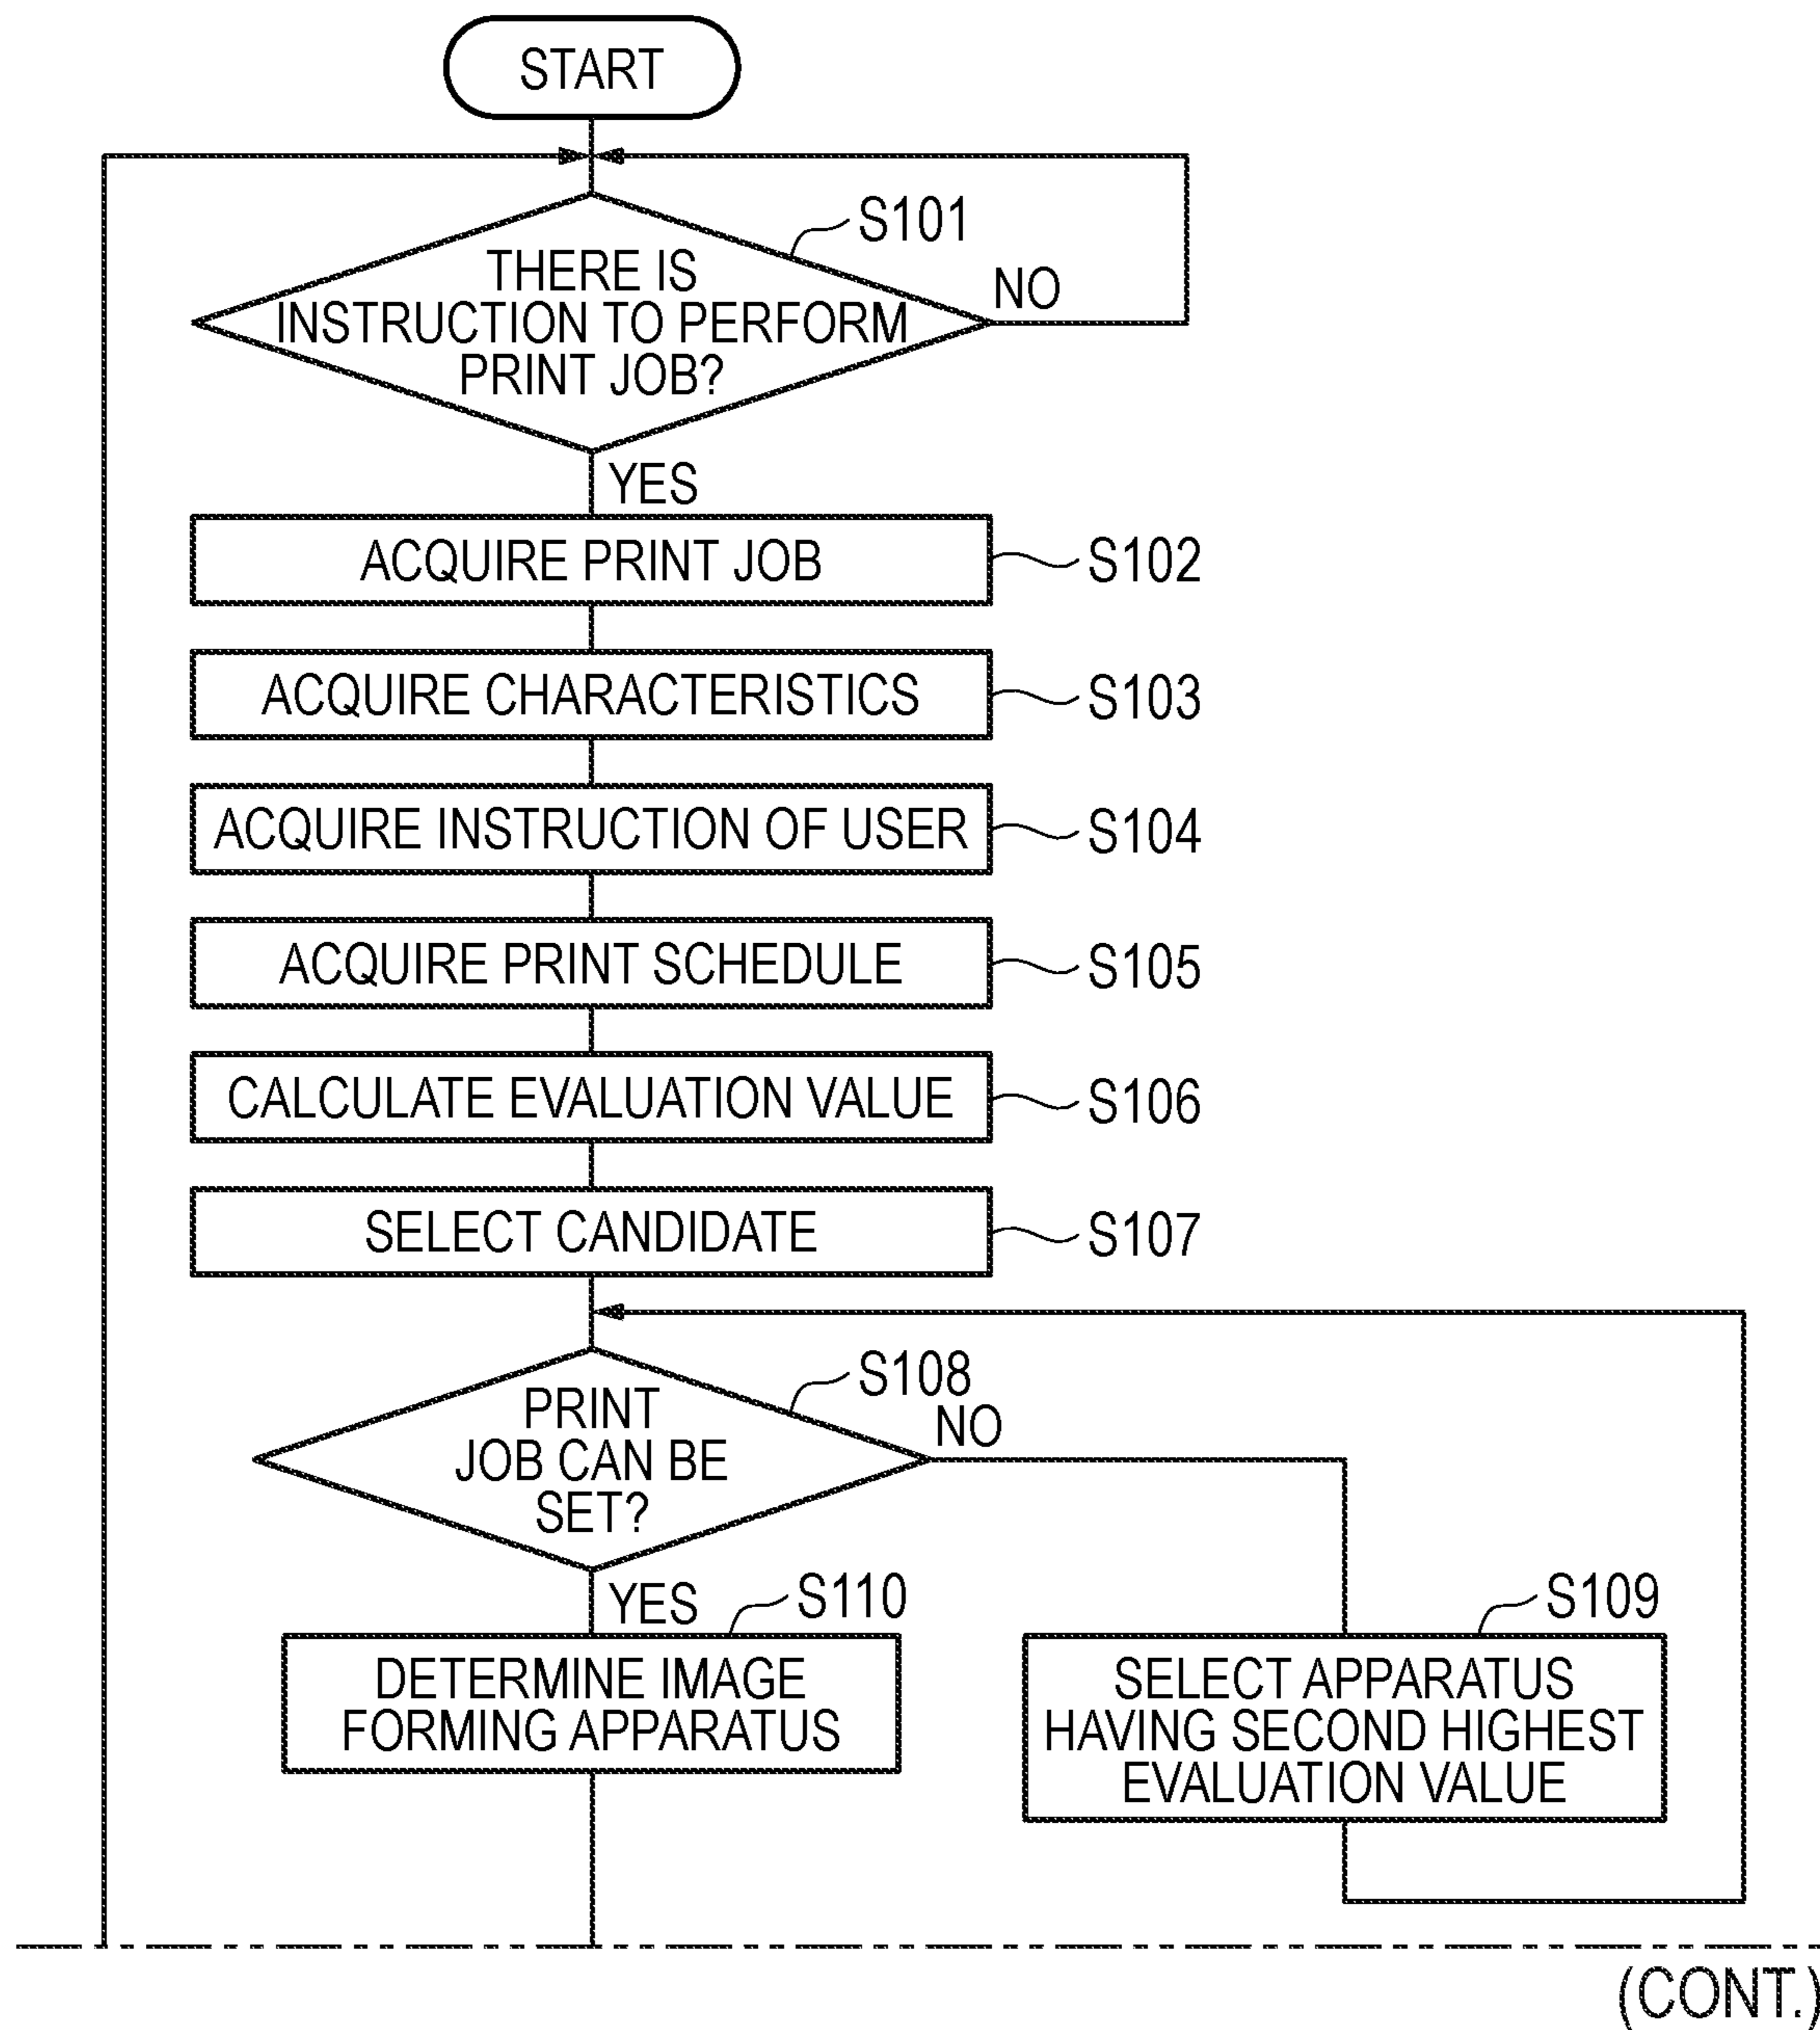 START
S101
THERE IS
INSTRUCTION TO PERFORM
PRINT JOB?
NO
YES
ACQUIRE PRINT JOB
S102
ACQUIRE CHARACTERISTICS
S103
ACQUIRE INSTRUCTION OF USER
S104
ACQUIRE PRINT SCHEDULE
S105
CALCULATE EVALUATION VALUE
S106
SELECT CANDIDATE
S107
S108
PRINT
JOB CAN BE
SET?
NO
YES
S110
DETERMINE IMAGE
FORMING APPARATUS
S109
SELECT APPARATUS
HAVING SECOND HIGHEST
EVALUATION VALUE
(CONT.)